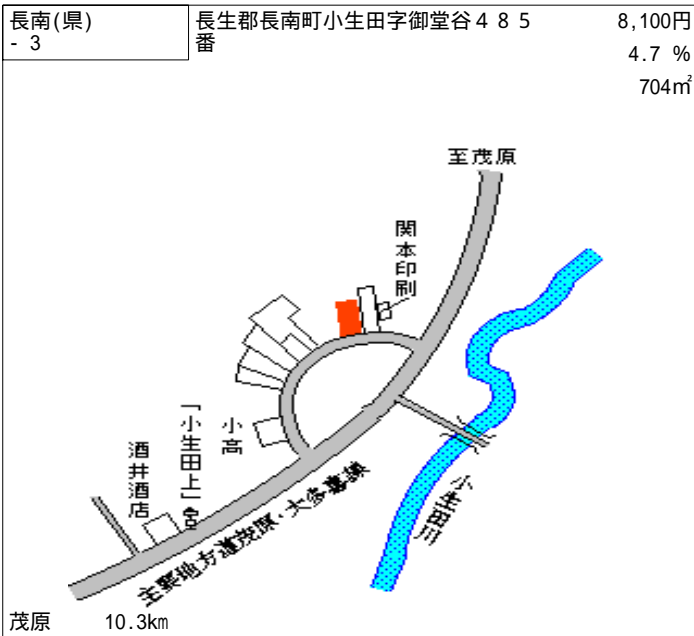 長南(県)
- 3
長生郡長南町小生田字御堂谷４８５
番
8,100円
4.7 %
704㎡
至茂原
関本印刷
小高
「小生田上」
酒井酒店
主要地方道茂原・大多喜線
小生田川
茂原 10.3km